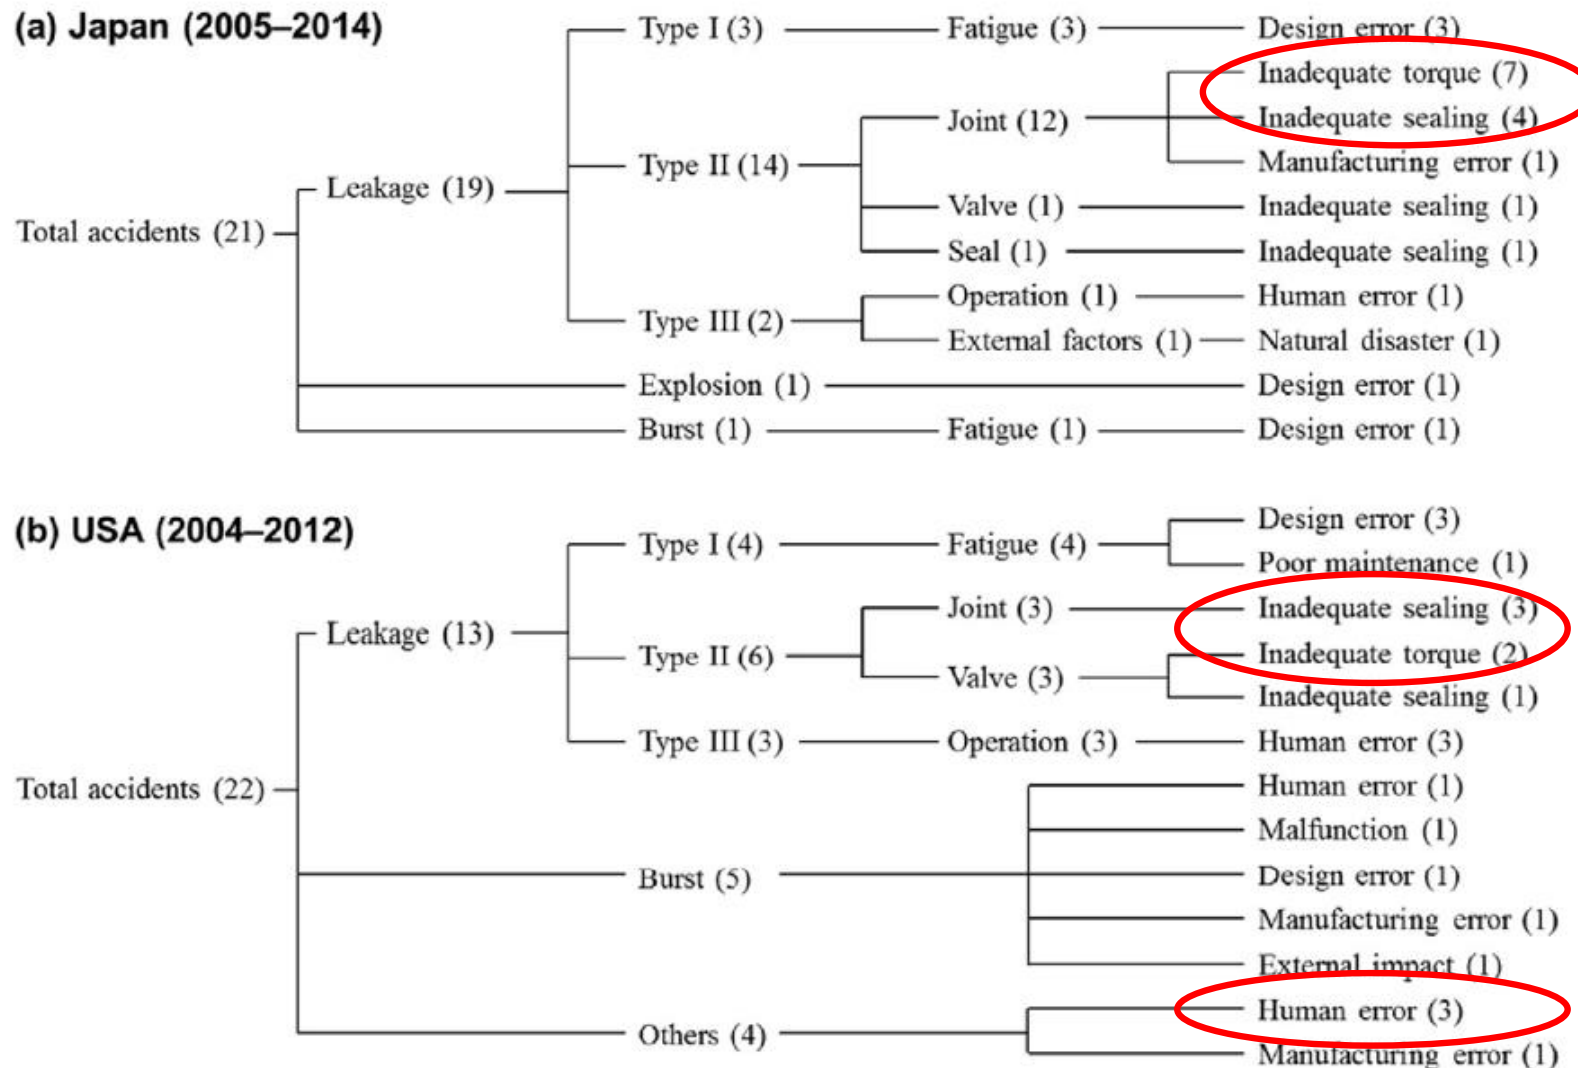 (a) Japan (2005–2014)
Type I (3)
Fatigue (3)
Design error (3)
Inadequate torque (7)
Joint (12)
Inadequate sealing (4)
Type II (14)
Manufacturing error (1)
Leakage (19)
Valve (1)
Inadequate sealing (1)
Total accidents (21)
Seal (1)
Inadequate sealing (1)
Operation (1)
Human error (1)
Type III (2)
External factors (1)
Natural disaster (1)
Explosion (1)
Design error (1)
Burst (1)
Fatigue (1)
Design error (1)
(b) USA (2004–2012)
Design error (3)
Type I (4)
Fatigue (4)
Poor maintenance (1)
Joint (3)
Inadequate sealing (3)
Leakage (13)
Type II (6)
Inadequate torque (2)
Valve (3)
Inadequate sealing (1)
Type III (3)
Operation (3)
Human error (3)
Total accidents (22)
Human error (1)
Malfunction (1)
Burst (5)
Design error (1)
Manufacturing error (1)
External impact (1)
Human error (3)
Others (4)
Manufacturing error (1)